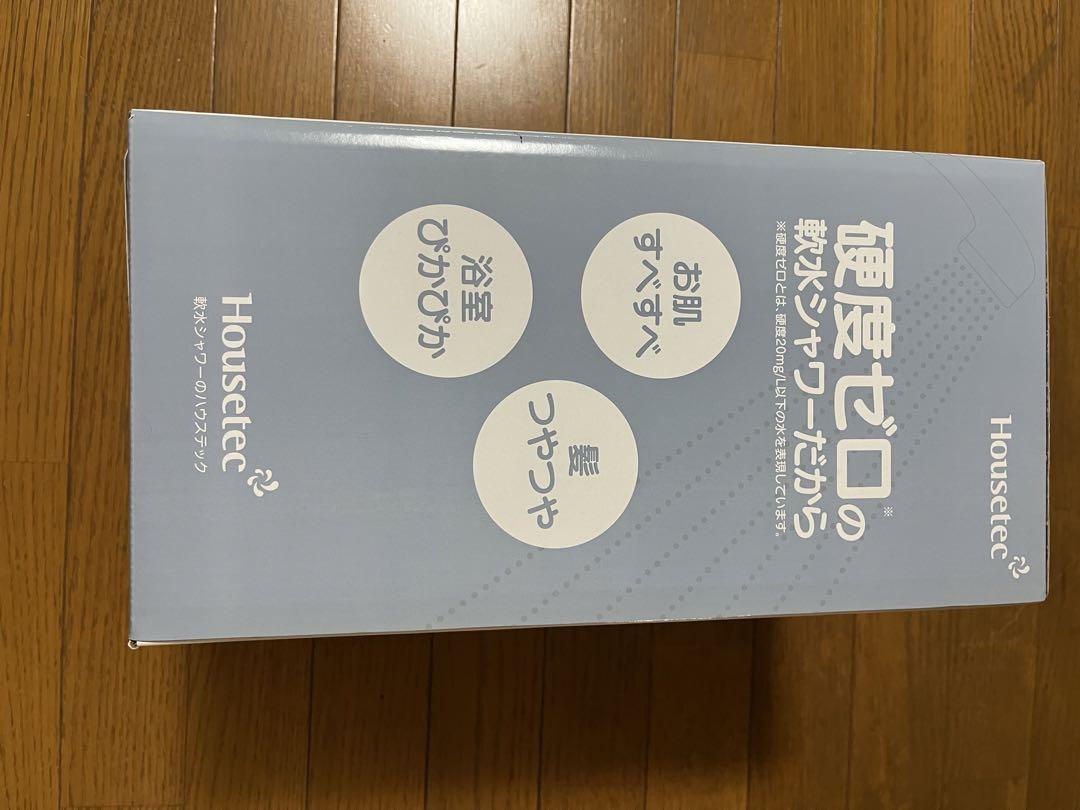 Housetec
硬度ゼロの※
軟水シャワーだから
※硬度ゼロとは、硬度20mg/L以下の水を表現しています。
お肌
すべすべ
浴室
ぴかぴか
髪
つやつや
Housetec
軟水シャワーのハウステック